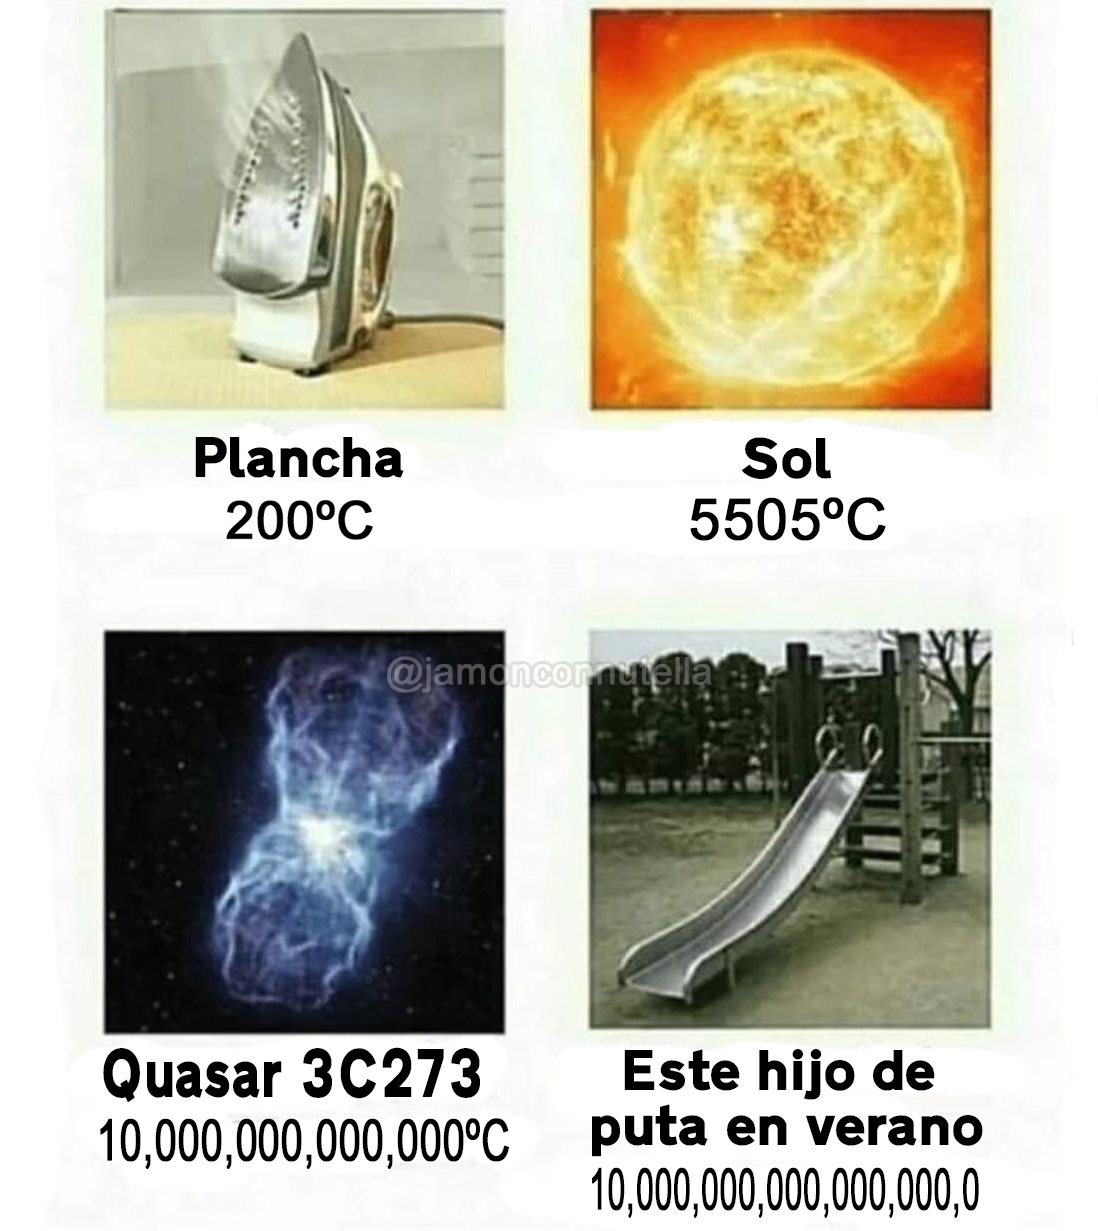 Plancha
200ºC
Sol
5505ºC
@jamonconnutella
Quasar 3C273
10,000,000,000,000ºC
Este hijo de
puta en verano
10,000,000,000,000,000,0